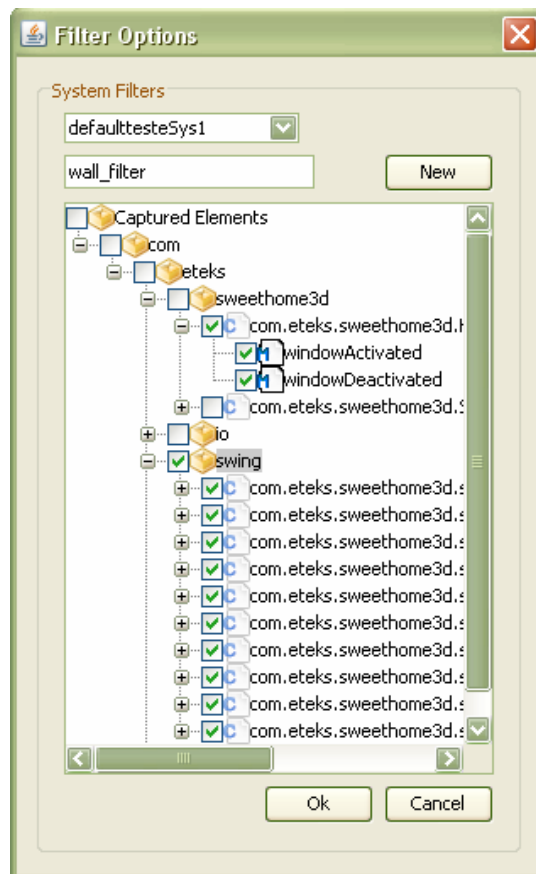 Filter Options
System Filters
defaulttesteSys1
wall_filter
New
Captured Elements
com
eteks
sweethome3d
C com.eteks.sweethome3d.H
M windowActivated
M windowDeactivated
C com.eteks.sweethome3d.S
io
swing
C com.eteks.sweethome3d.s
C com.eteks.sweethome3d.s
C com.eteks.sweethome3d.s
C com.eteks.sweethome3d.s
C com.eteks.sweethome3d.s
C com.eteks.sweethome3d.s
C com.eteks.sweethome3d.s
C com.eteks.sweethome3d.s
C com.eteks.sweethome3d.s
C com.eteks.sweethome3d.s
Ok
Cancel